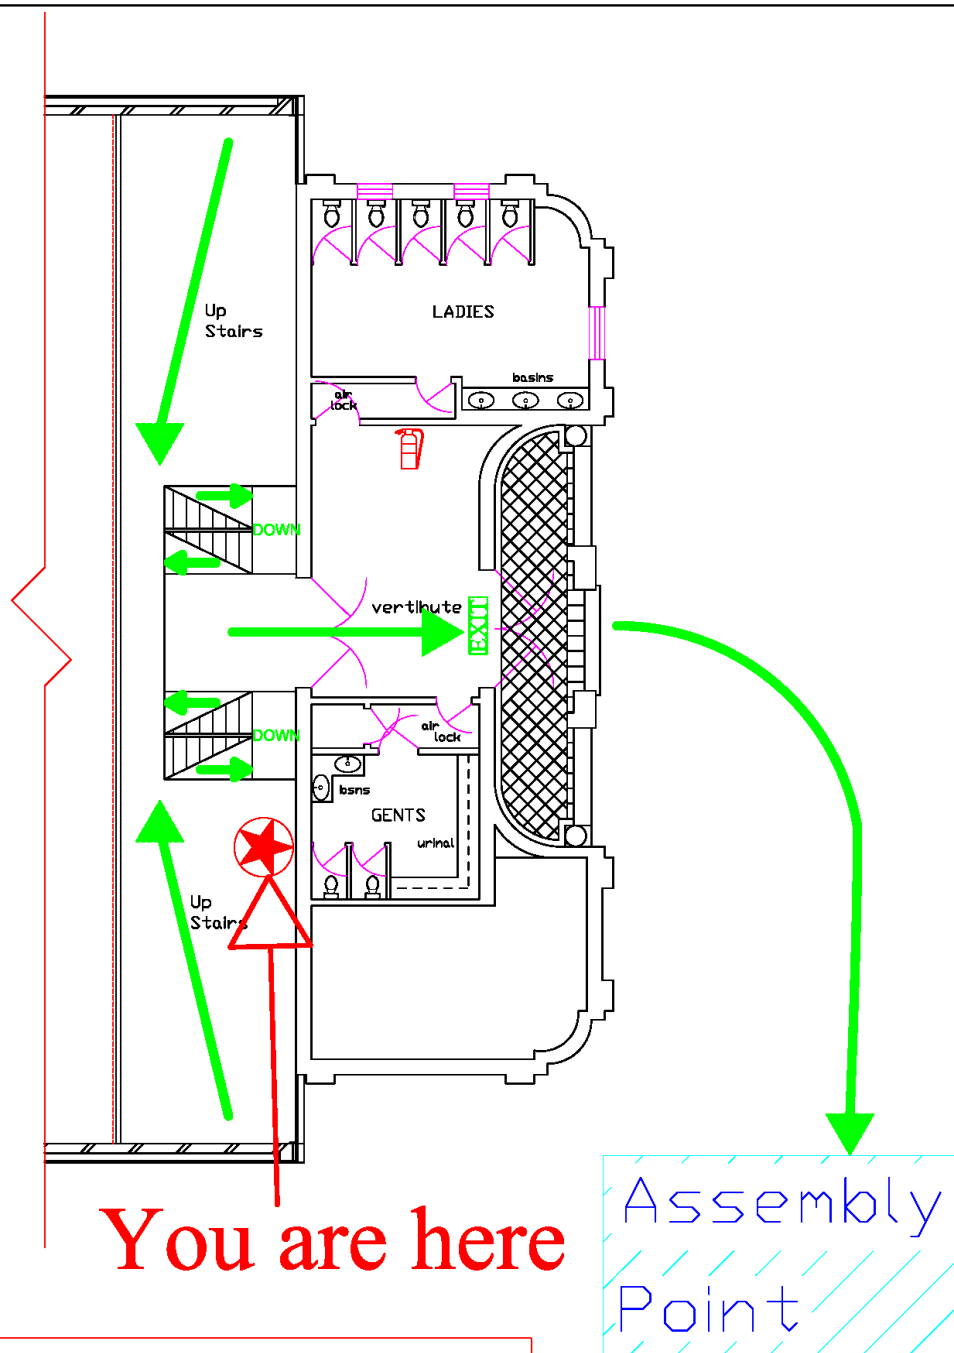 Up
Stairs
LADIES
basins
air
lock
DOWN
vertibute
EXIT
DOWN
air
lock
bsns
GENTS
urinal
Up
Stairs
You are here
Assembly
Point